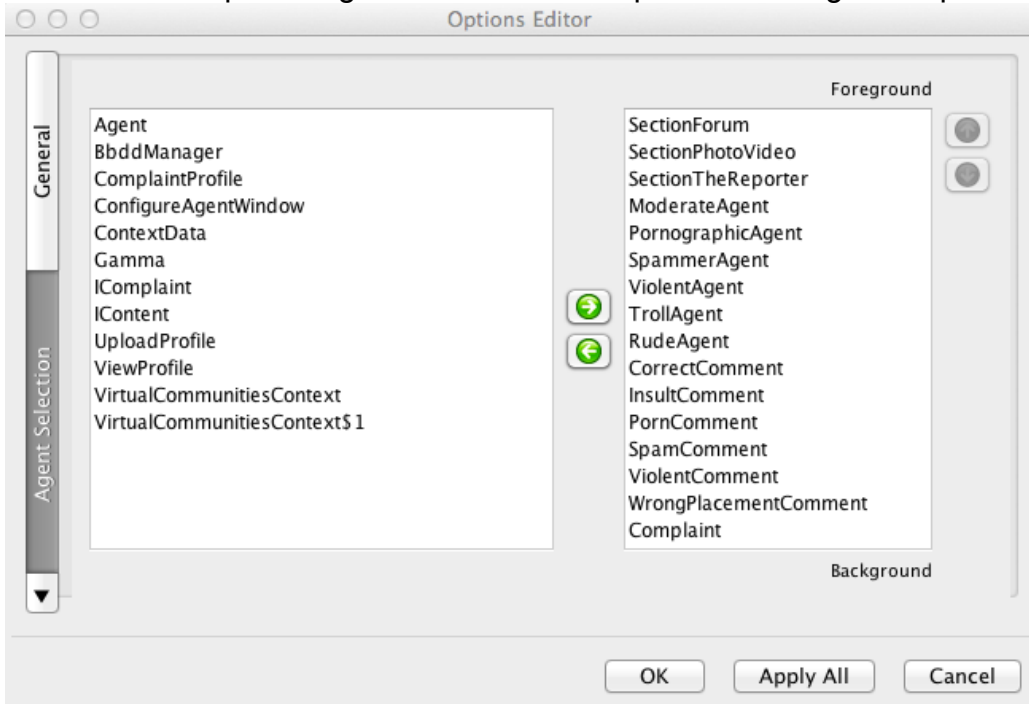 Options Editor
General
Agent Selection
Agent
BbddManager
ComplaintProfile
ConfigureAgentWindow
ContextData
Gamma
IComplaint
IContent
UploadProfile
ViewProfile
VirtualCommunitiesContext
VirtualCommunitiesContext$1
Foreground
SectionForum
SectionPhotoVideo
SectionTheReporter
ModerateAgent
PornographicAgent
SpammerAgent
ViolentAgent
TrollAgent
RudeAgent
CorrectComment
InsultComment
PornComment
SpamComment
ViolentComment
WrongPlacementComment
Complaint
Background
OK
Apply All
Cancel